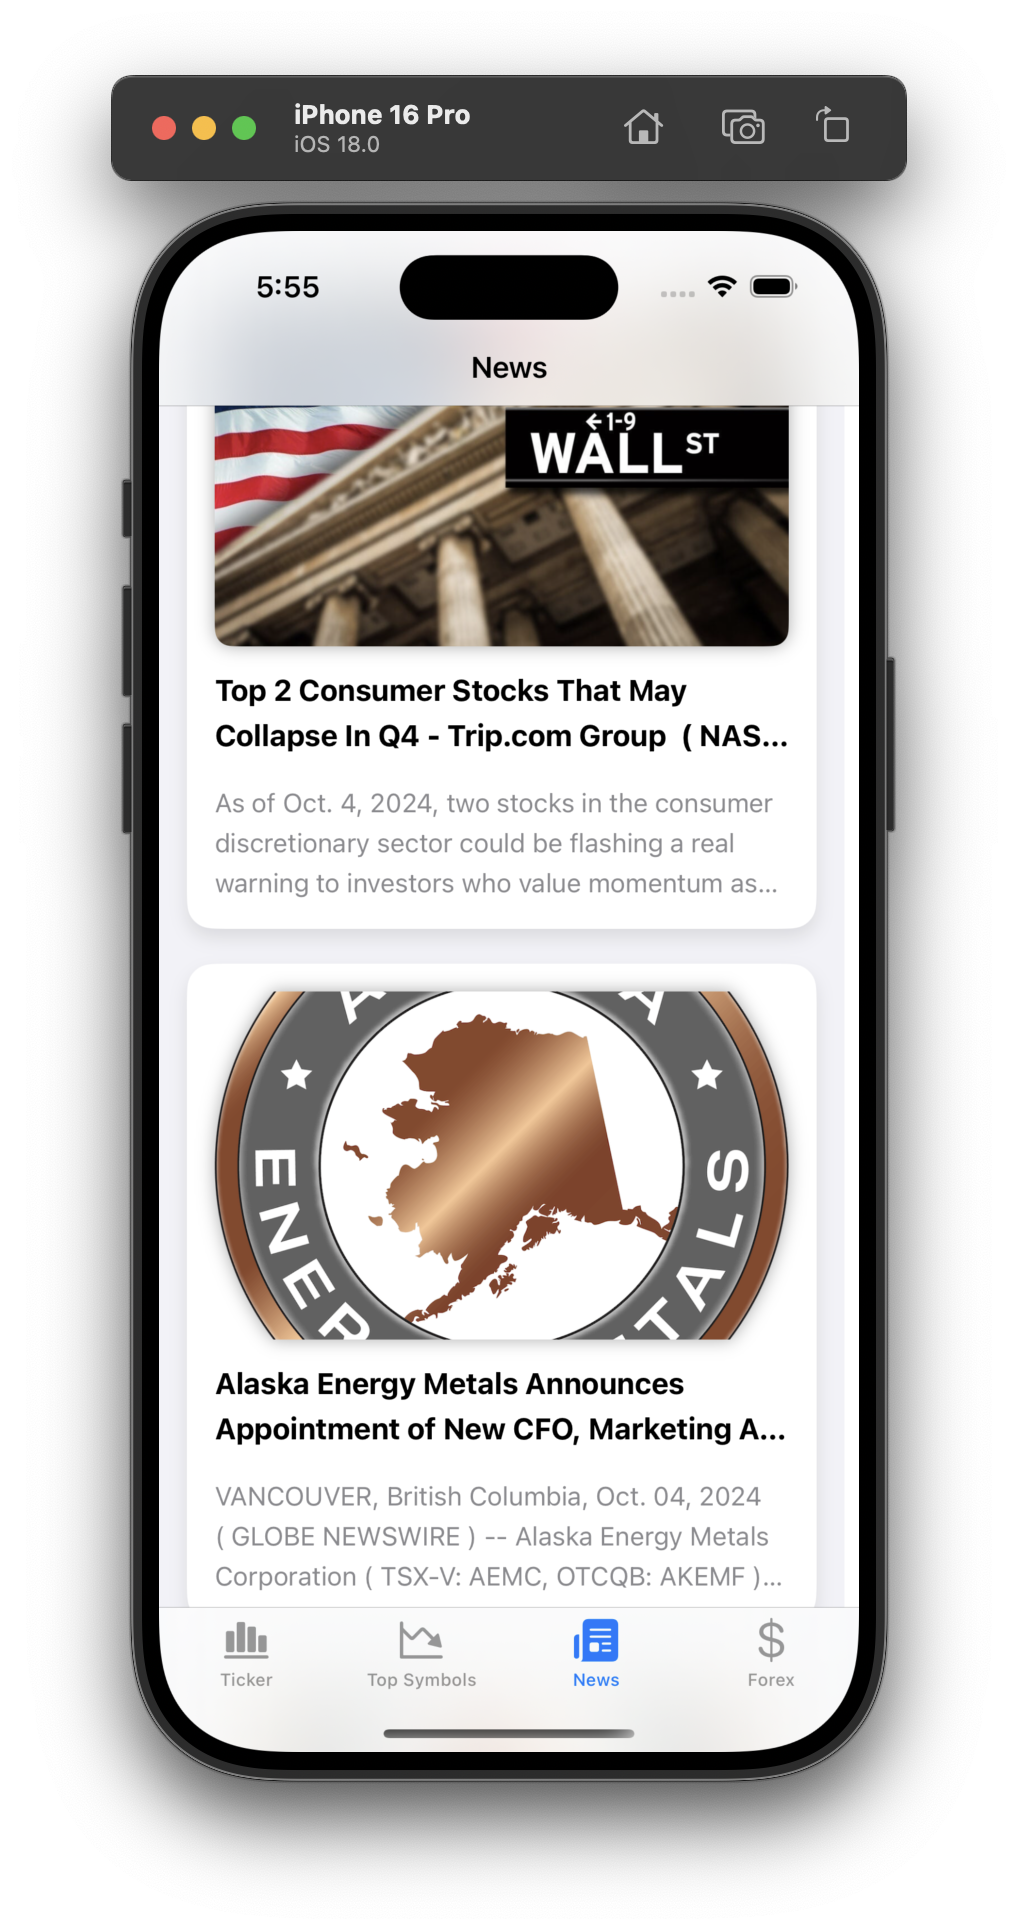 iPhone 16 Pro
iOS 18.0
5:55
News
←1-9
WALL ST
Top 2 Consumer Stocks That May
Collapse In Q4 - Trip.com Group ( NAS...
As of Oct. 4, 2024, two stocks in the consumer
discretionary sector could be flashing a real
warning to investors who value momentum as...
A A
ENER TALS
Alaska Energy Metals Announces
Appointment of New CFO, Marketing A...
VANCOUVER, British Columbia, Oct. 04, 2024
( GLOBE NEWSWIRE ) -- Alaska Energy Metals
Corporation ( TSX-V: AEMC, OTCQB: AKEMF )...
Ticker
Top Symbols
News
Forex